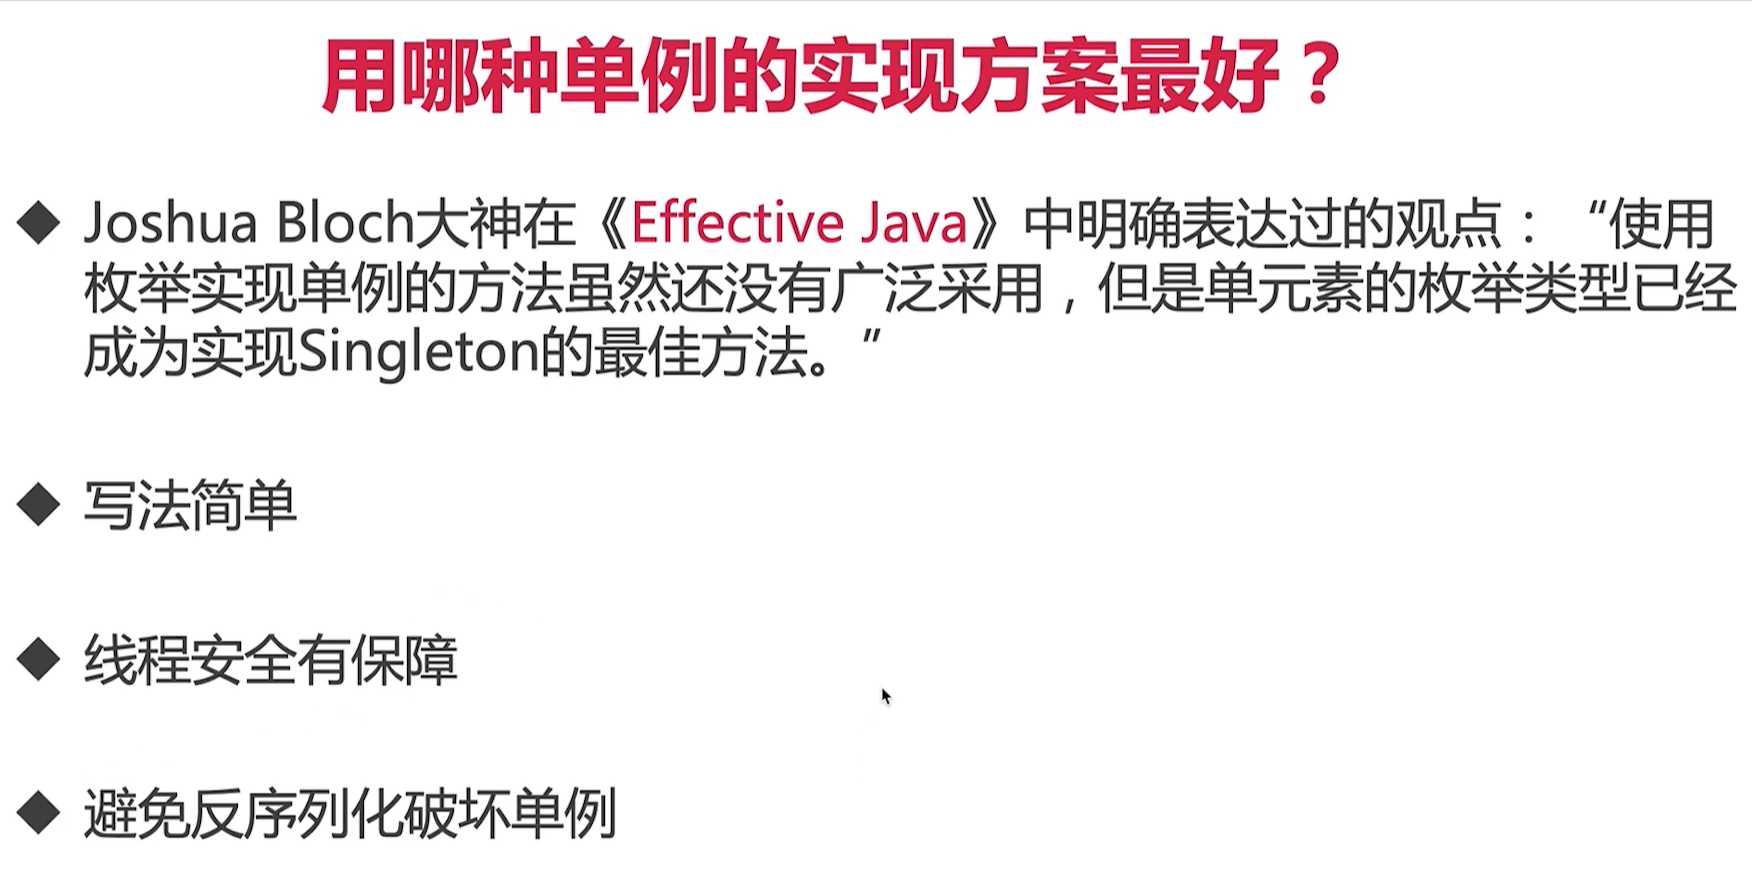 用哪种单例的实现方案最好？
◆ Joshua Bloch大神在《Effective Java》中明确表达过的观点：“使用
枚举实现单例的方法虽然还没有广泛采用，但是单元素的枚举类型已经
成为实现Singleton的最佳方法。”
◆ 写法简单
◆ 线程安全有保障
◆ 避免反序列化破坏单例